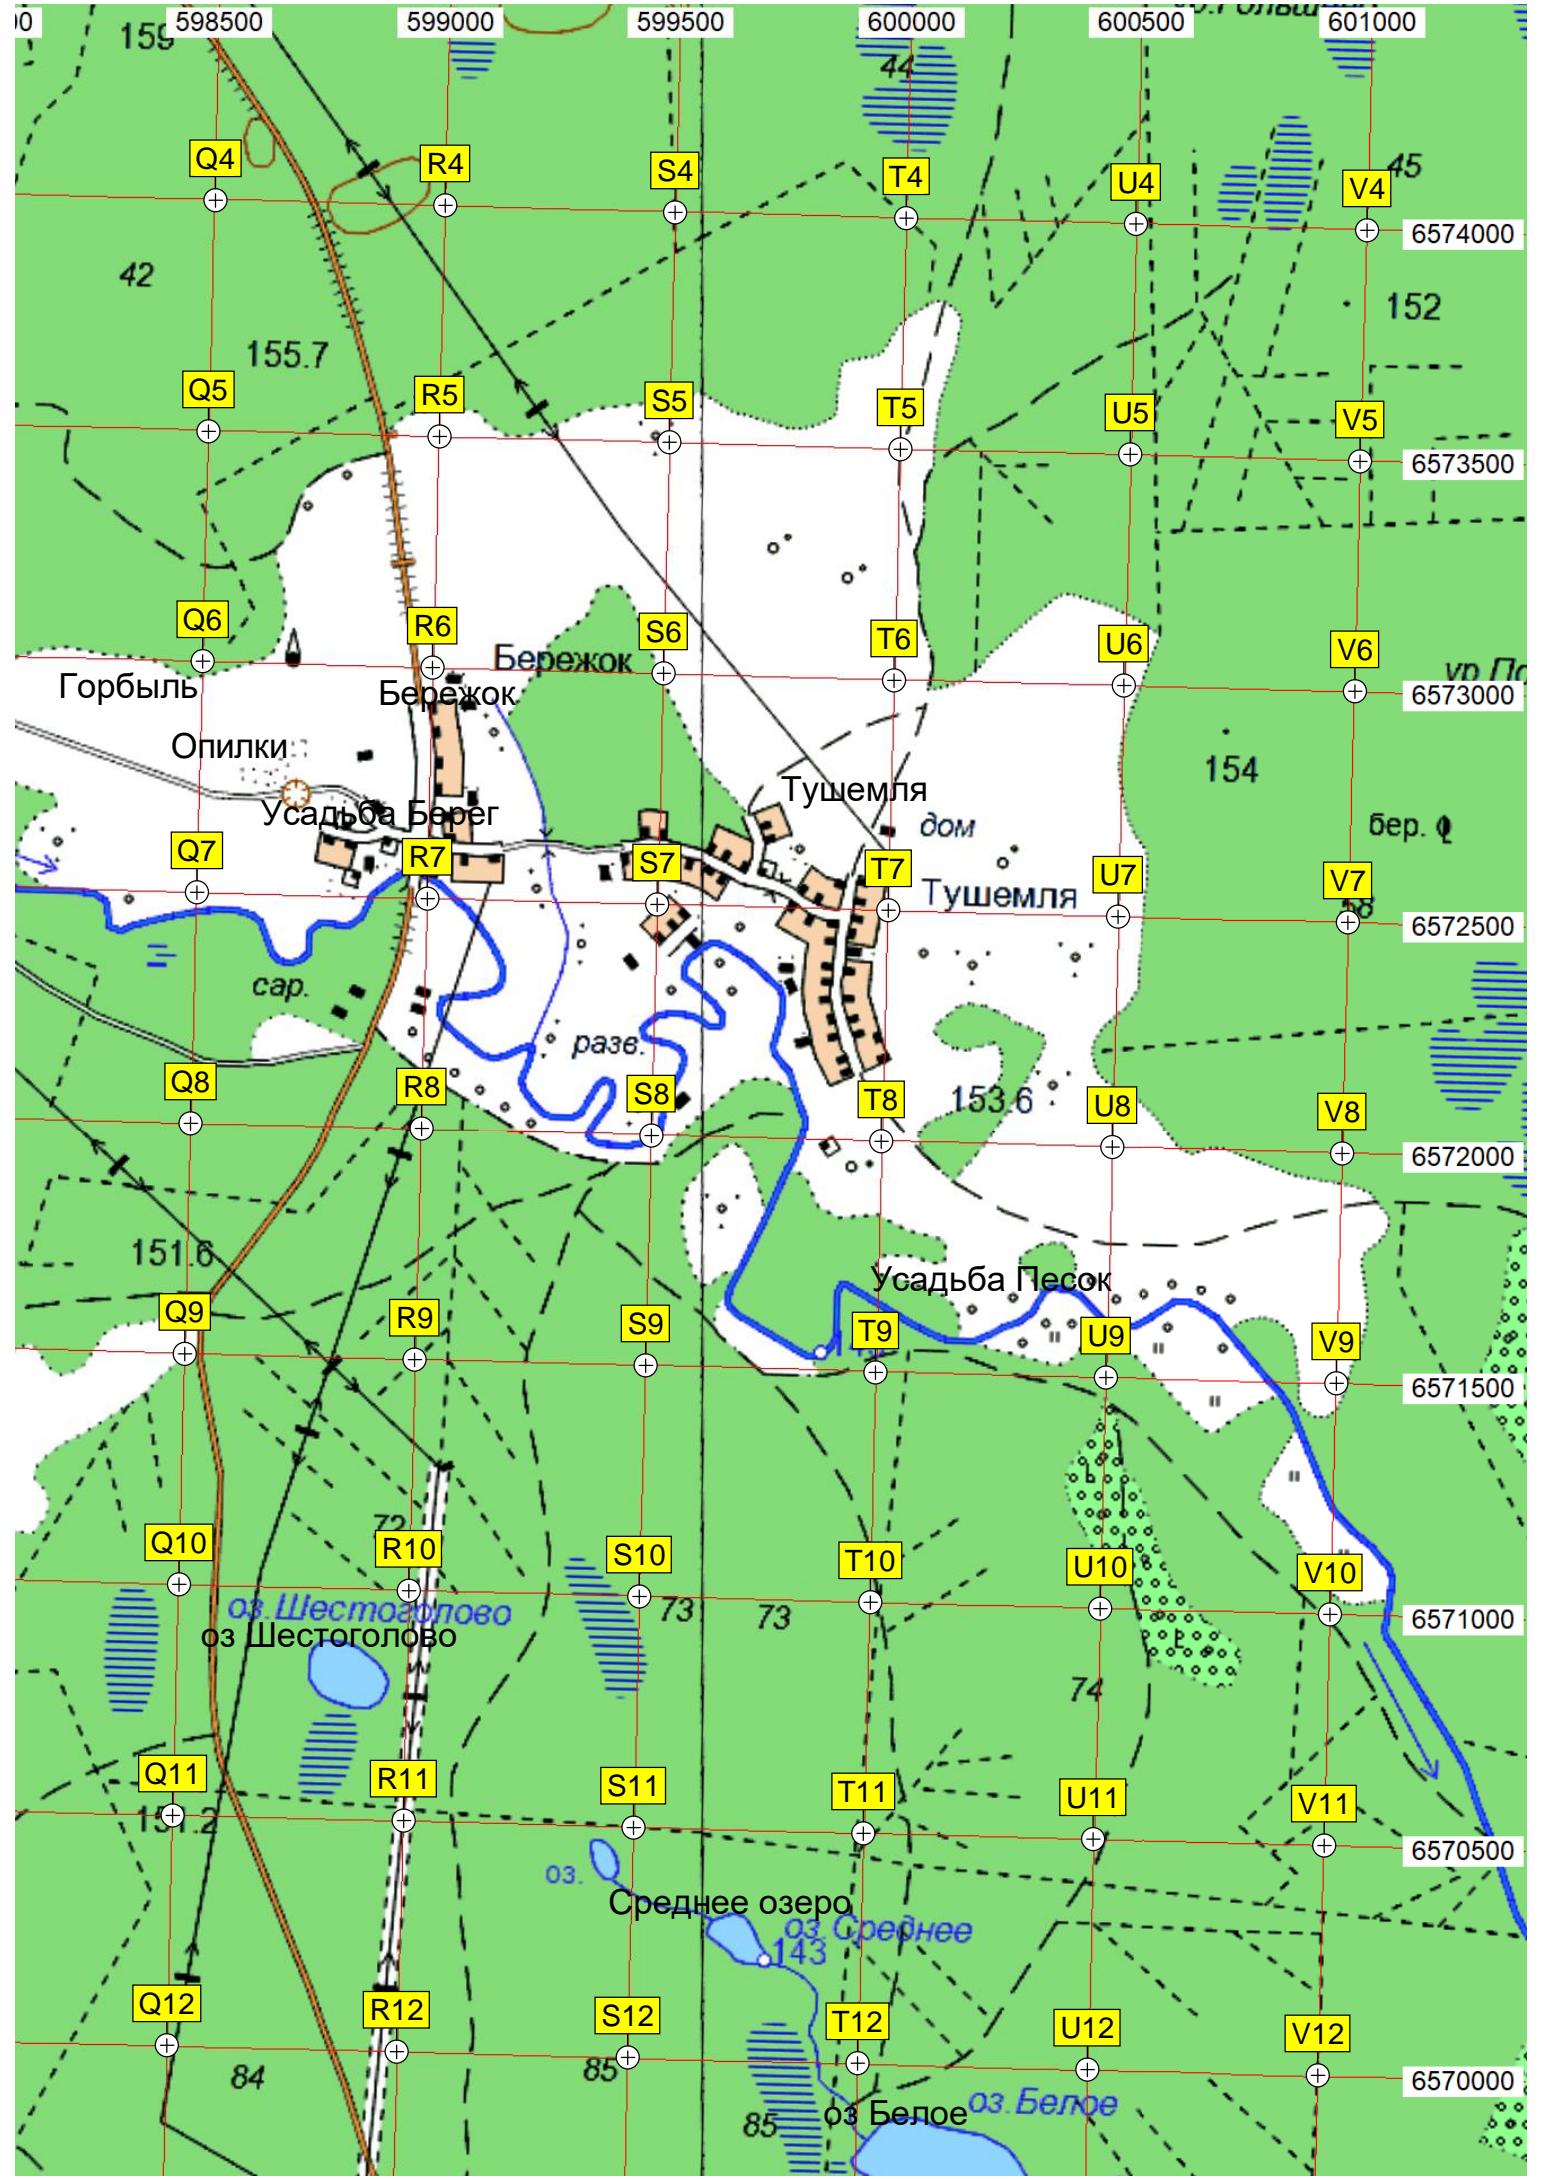 598500 599000 599500 600000 600500 601000
159
44
Q4 R4 S4 T4 U4 V4
45
6574000
42
152
155.7
Q5 R5 S5 T5 U5 V5
6573500
Q6 R6 S6 T6 U6 V6
Бережок
6573000
Горбыль
Бережок
Опилки
154
Тушемля
Усадьба Берег
дом
бер.
Q7 R7 S7 T7 U7 V7
Тушемля
6572500
сар.
разв.
Q8 R8 S8 T8 U8 V8
153.6
6572000
151.6
Усадьба Песок
Q9 R9 S9 T9 U9 V9
6571500
72
Q10 R10 S10 T10 U10 V10
оз.Шестоголово
73
73
6571000
оз Шестоголово
74
Q11 R11 S11 T11 U11 V11
151.2
6570500
оз.
Среднее озеро
оз.Среднее
143
Q12 R12 S12 T12 U12 V12
84
85
6570000
оз.Белое
оз Белое
85